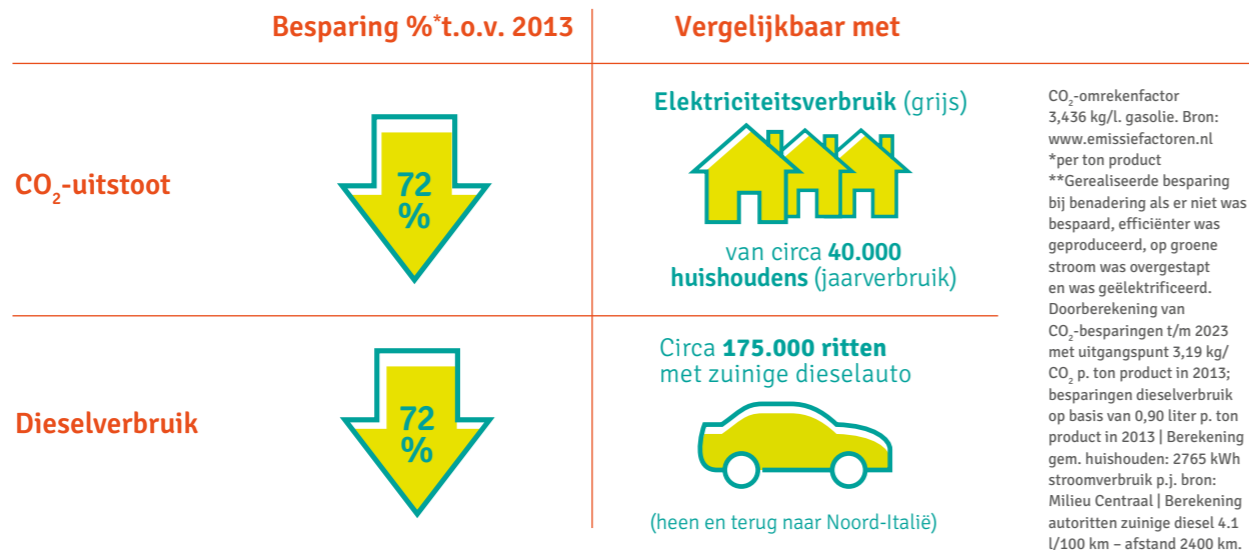 Besparing %*t.o.v. 2013
Vergelijkbaar met
CO₂-uitstoot
72
%
Elektriciteitsverbruik (grijs)
van circa 40.000
huishoudens (jaarverbruik)
Dieselverbruik
72
%
Circa 175.000 ritten
met zuinige dieselauto
(heen en terug naar Noord-Italië)
CO₂-omrekenfactor
3,436 kg/l. gasolie. Bron:
www.emissiefactoren.nl
*per ton product
**Gerealiseerde besparing
bij benadering als er niet was
bespaard, efficiënter was
geproduceerd, op groene
stroom was overgestapt
en was geëlektrificeerd.
Doorberekening van
CO₂-besparingen t/m 2023
met uitgangspunt 3,19 kg/
CO₂ p. ton product in 2013;
besparingen dieselverbruik
op basis van 0,90 liter p. ton
product in 2013 | Berekening
gem. huishouden: 2765 kWh
stroomverbruik p.j. bron:
Milieu Centraal | Berekening
autoritten zuinige diesel 4.1
l/100 km – afstand 2400 km.